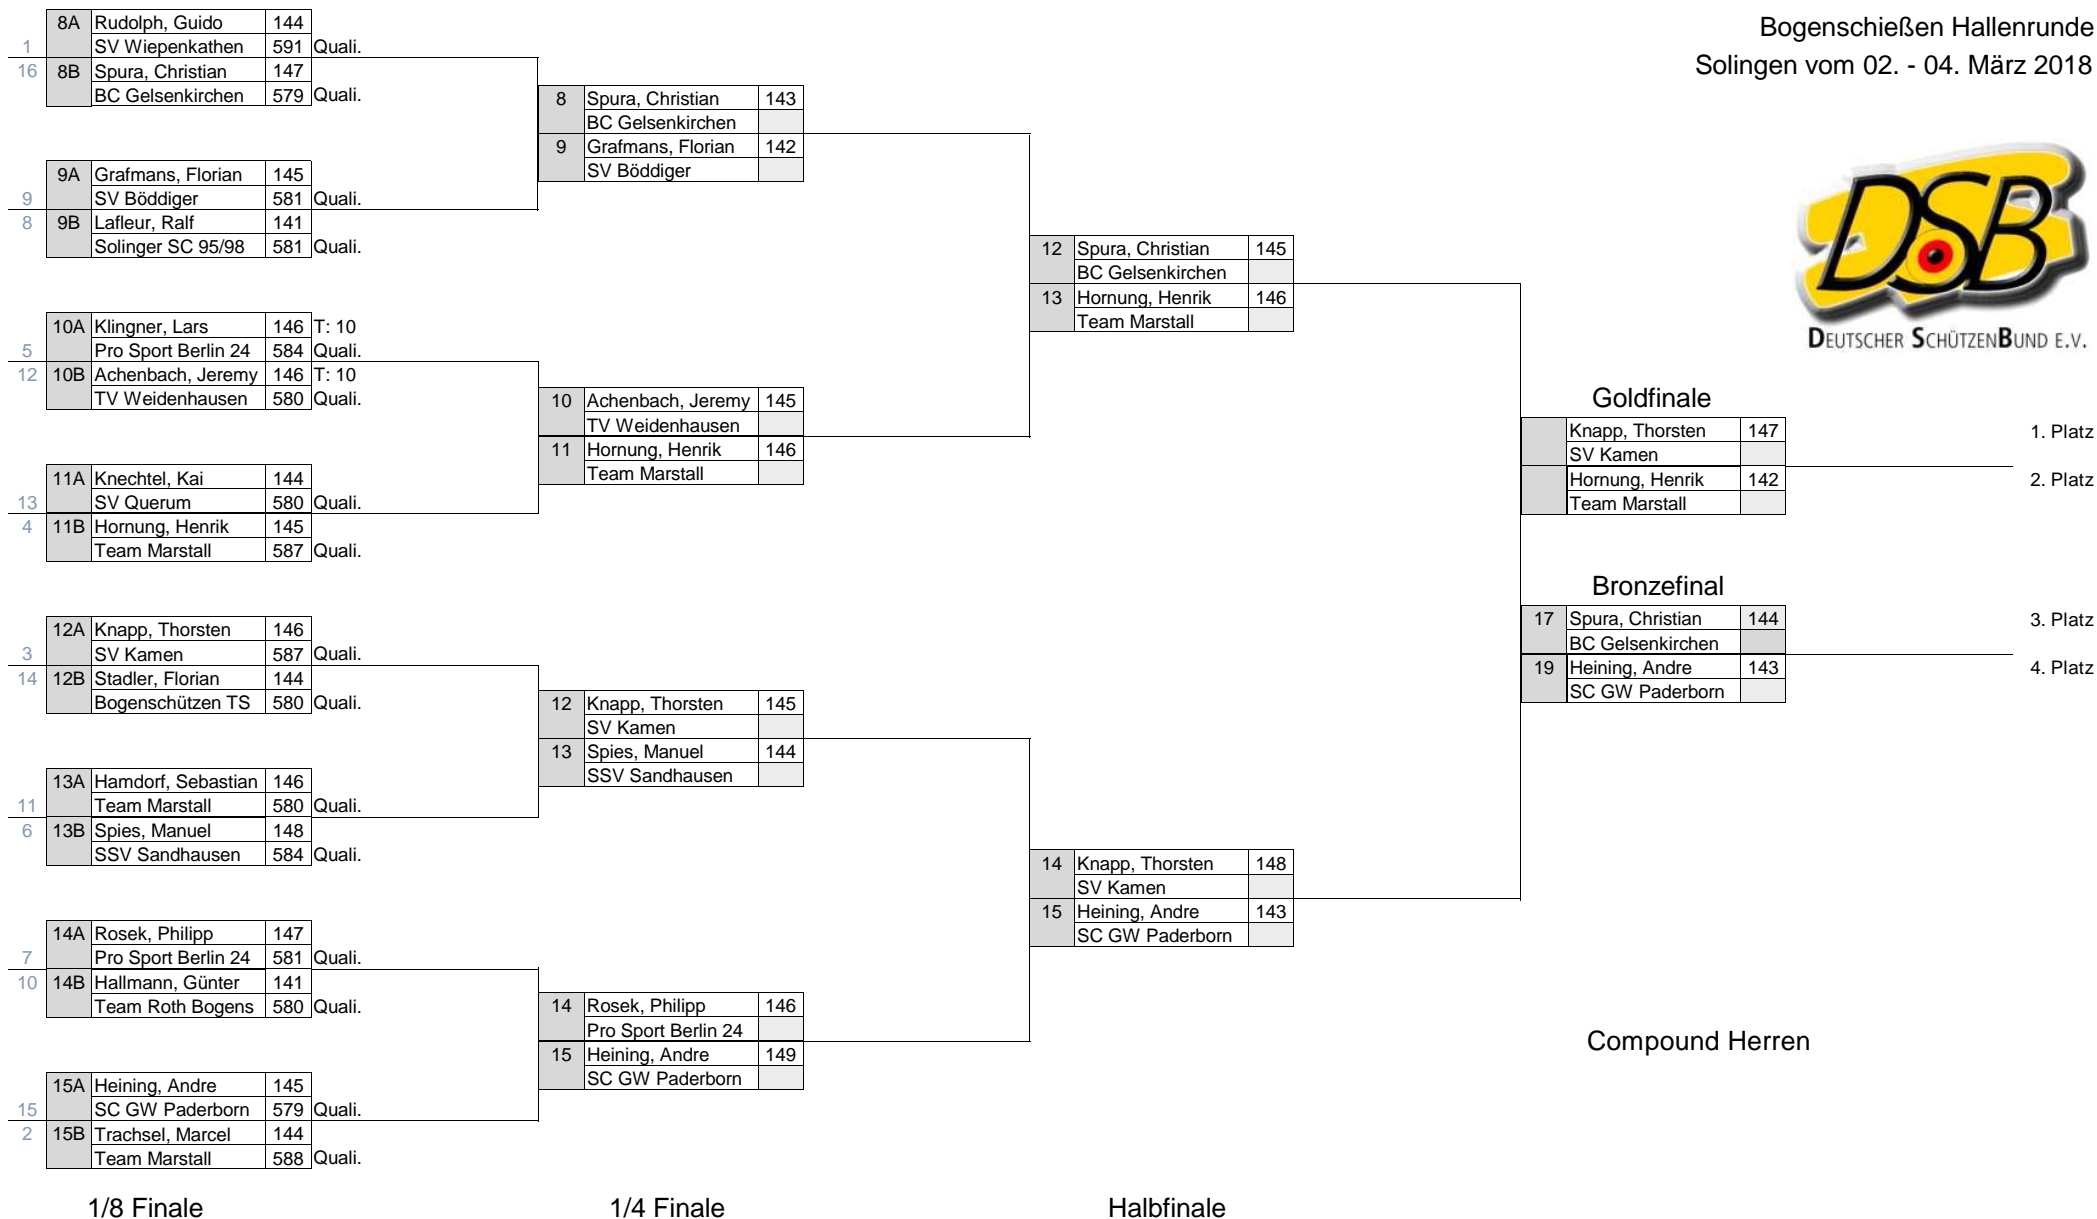 Bogenschießen Hallenrunde
Solingen vom 02. - 04. März 2018
DSB
DEUTSCHER SCHÜTZENBUND E.V.
8A Rudolph, Guido 144
1 SV Wiepenkathen 591 Quali.
16 8B Spura, Christian 147
BC Gelsenkirchen 579 Quali.
9A Grafmans, Florian 145
9 SV Böddiger 581 Quali.
8 9B Lafleur, Ralf 141
Solinger SC 95/98 581 Quali.
10A Klingner, Lars 146 T: 10
5 Pro Sport Berlin 24 584 Quali.
12 10B Achenbach, Jeremy 146 T: 10
TV Weidenhausen 580 Quali.
11A Knechtel, Kai 144
13 SV Querum 580 Quali.
4 11B Hornung, Henrik 145
Team Marstall 587 Quali.
12A Knapp, Thorsten 146
3 SV Kamen 587 Quali.
14 12B Stadler, Florian 144
Bogenschützen TS 580 Quali.
13A Hamdorf, Sebastian 146
11 Team Marstall 580 Quali.
6 13B Spies, Manuel 148
SSV Sandhausen 584 Quali.
14A Rosek, Philipp 147
7 Pro Sport Berlin 24 581 Quali.
10 14B Hallmann, Günter 141
Team Roth Bogens 580 Quali.
15A Heining, Andre 145
15 SC GW Paderborn 579 Quali.
2 15B Trachsel, Marcel 144
Team Marstall 588 Quali.
1/8 Finale
8 Spura, Christian 143
BC Gelsenkirchen
9 Grafmans, Florian 142
SV Böddiger
10 Achenbach, Jeremy 145
TV Weidenhausen
11 Hornung, Henrik 146
Team Marstall
12 Knapp, Thorsten 145
SV Kamen
13 Spies, Manuel 144
SSV Sandhausen
14 Rosek, Philipp 146
Pro Sport Berlin 24
15 Heining, Andre 149
SC GW Paderborn
1/4 Finale
12 Spura, Christian 145
BC Gelsenkirchen
13 Hornung, Henrik 146
Team Marstall
14 Knapp, Thorsten 148
SV Kamen
15 Heining, Andre 143
SC GW Paderborn
Halbfinale
Goldfinale
Knapp, Thorsten 147 1. Platz
SV Kamen
Hornung, Henrik 142 2. Platz
Team Marstall
Bronzefinal
17 Spura, Christian 144 3. Platz
BC Gelsenkirchen
19 Heining, Andre 143 4. Platz
SC GW Paderborn
Compound Herren